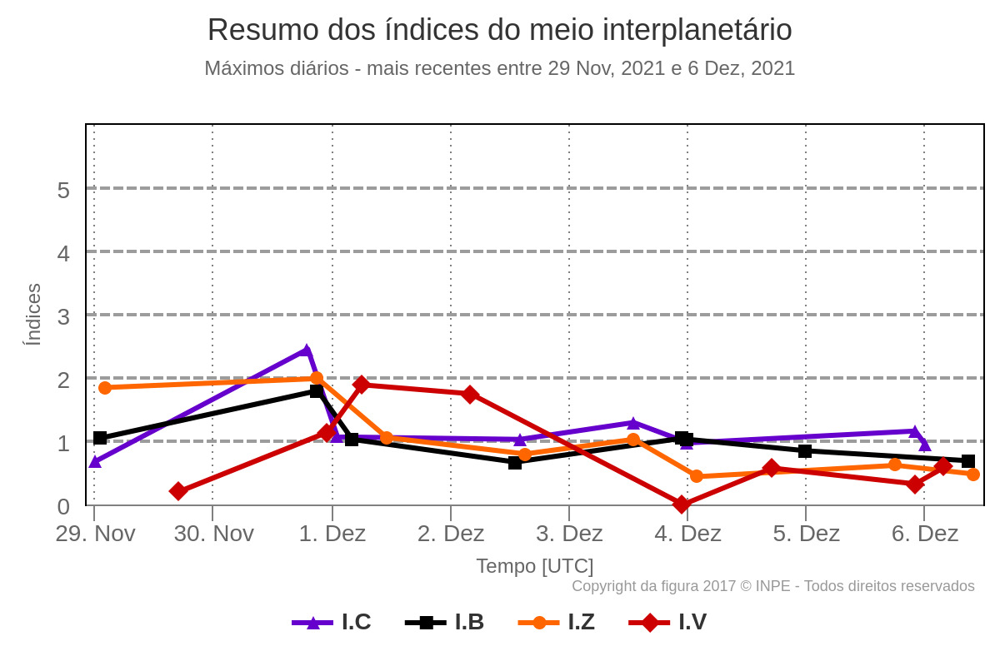 Resumo dos índices do meio interplanetário
Máximos diários - mais recentes entre 29 Nov, 2021 e 6 Dez, 2021
Índices
5
4
3
2
1
0
29. Nov 30. Nov 1. Dez 2. Dez 3. Dez 4. Dez 5. Dez 6. Dez
Tempo [UTC]
Copyright da figura 2017 © INPE - Todos direitos reservados
I.C I.B I.Z I.V